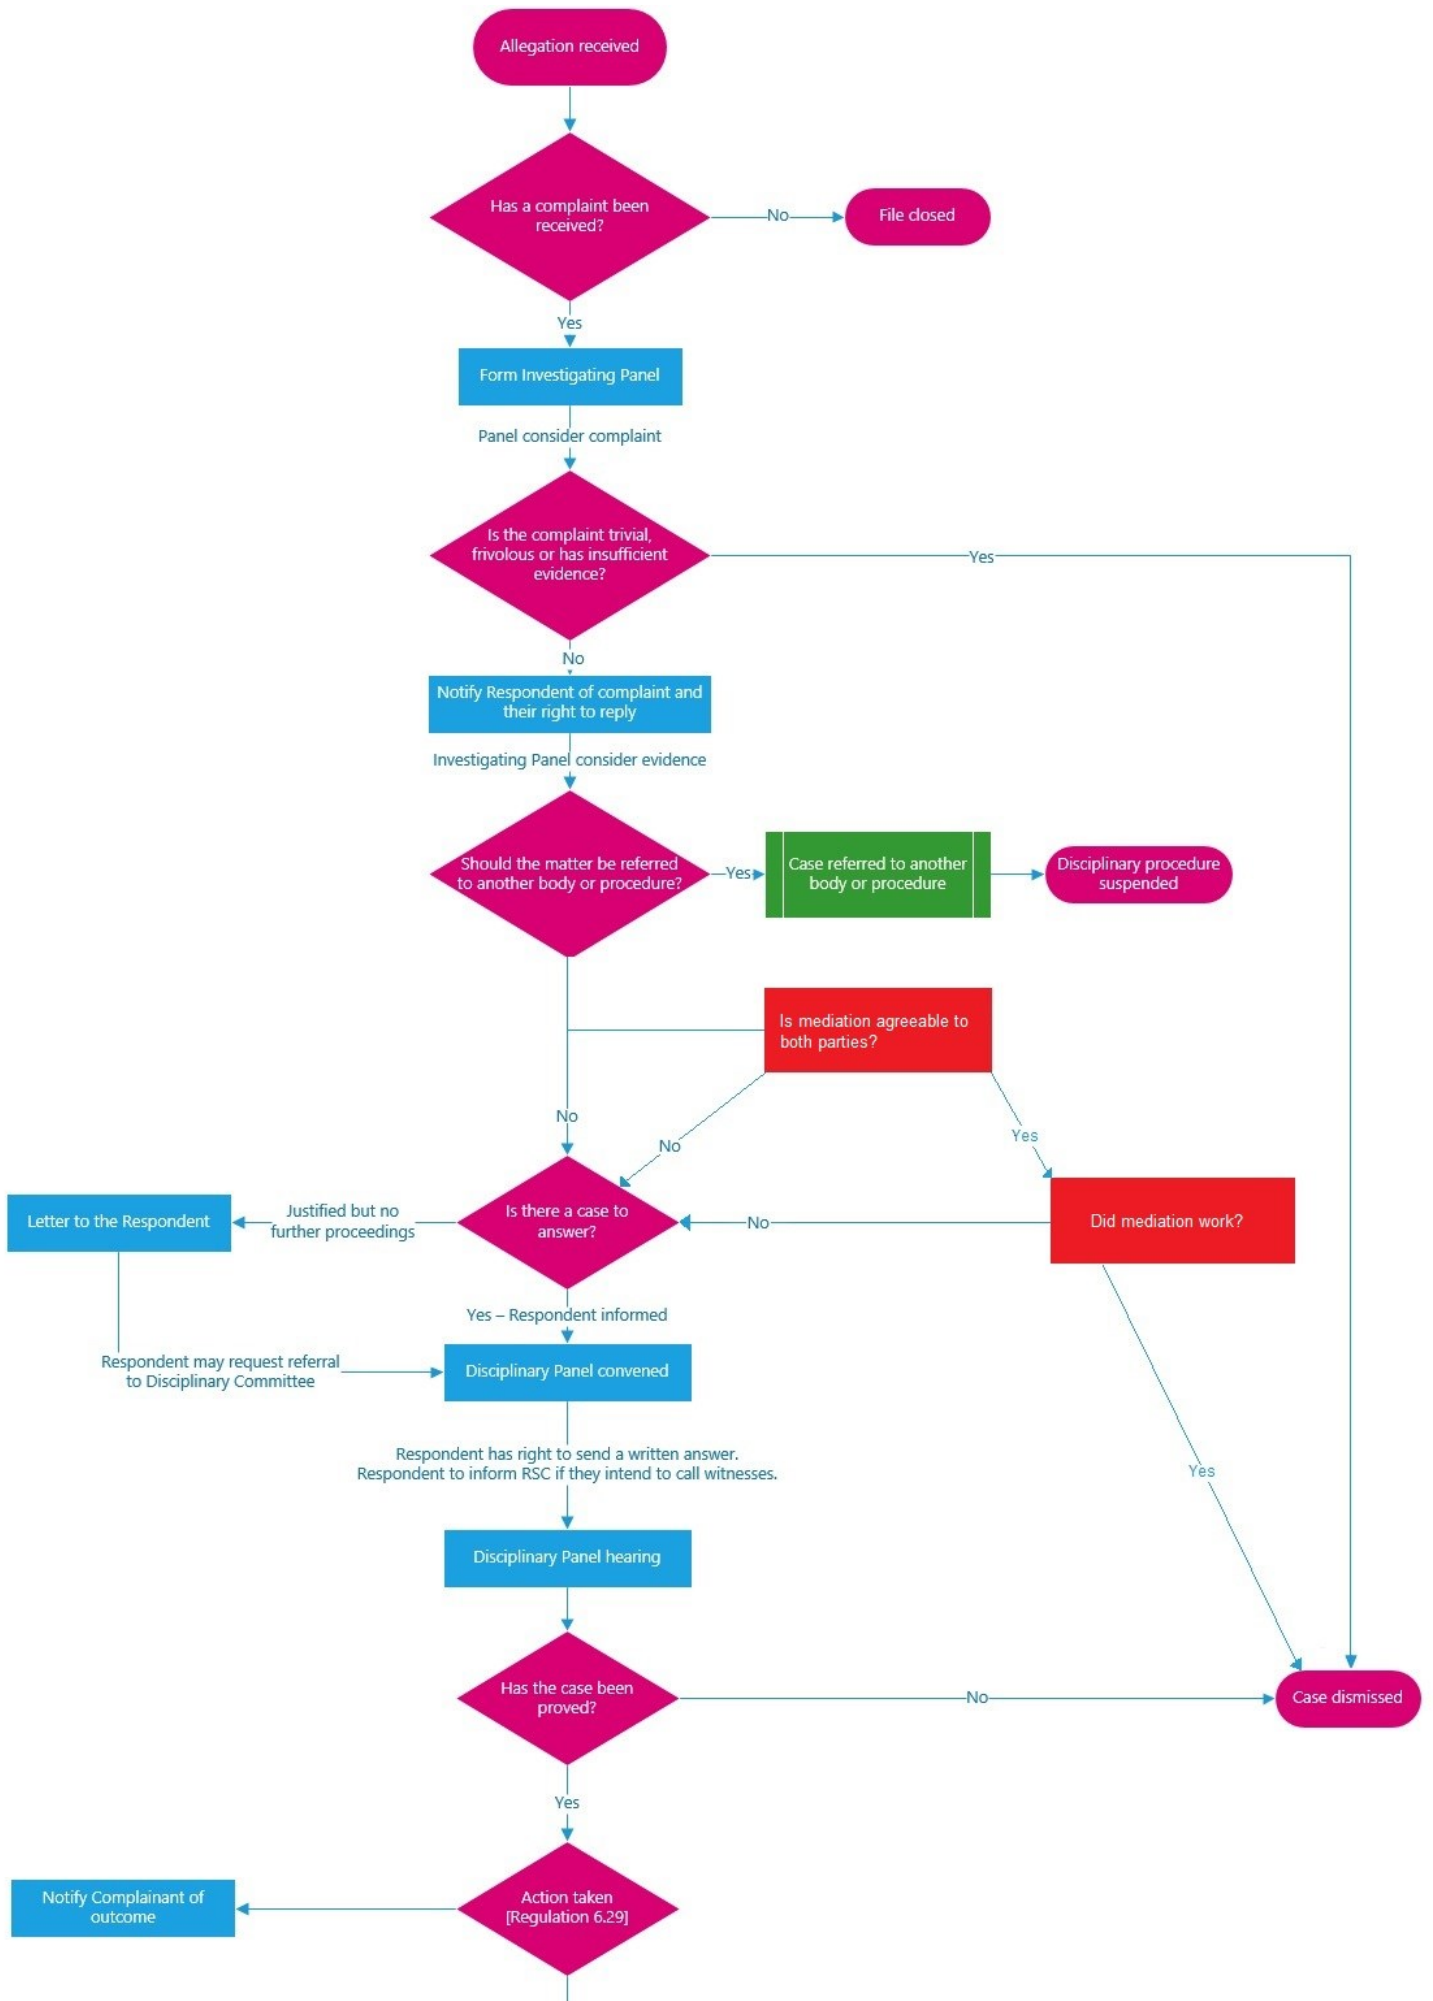 Allegation received
Has a complaint been
received?
No
File closed
Yes
Form Investigating Panel
Panel consider complaint
Is the complaint trivial,
frivolous or has insufficient
evidence?
Yes
No
Notify Respondent of complaint and
their right to reply
Investigating Panel consider evidence
Should the matter be referred
to another body or procedure?
Yes
Case referred to another
body or procedure
Disciplinary procedure
suspended
Is mediation agreeable to
both parties?
No
No
Yes
Letter to the Respondent
Justified but no
further proceedings
Is there a case to
answer?
No
Did mediation work?
Yes – Respondent informed
Respondent may request referral
to Disciplinary Committee
Disciplinary Panel convened
Respondent has right to send a written answer.
Respondent to inform RSC if they intend to call witnesses.
Yes
Disciplinary Panel hearing
Has the case been
proved?
No
Case dismissed
Yes
Notify Complainant of
outcome
Action taken
[Regulation 6.29]